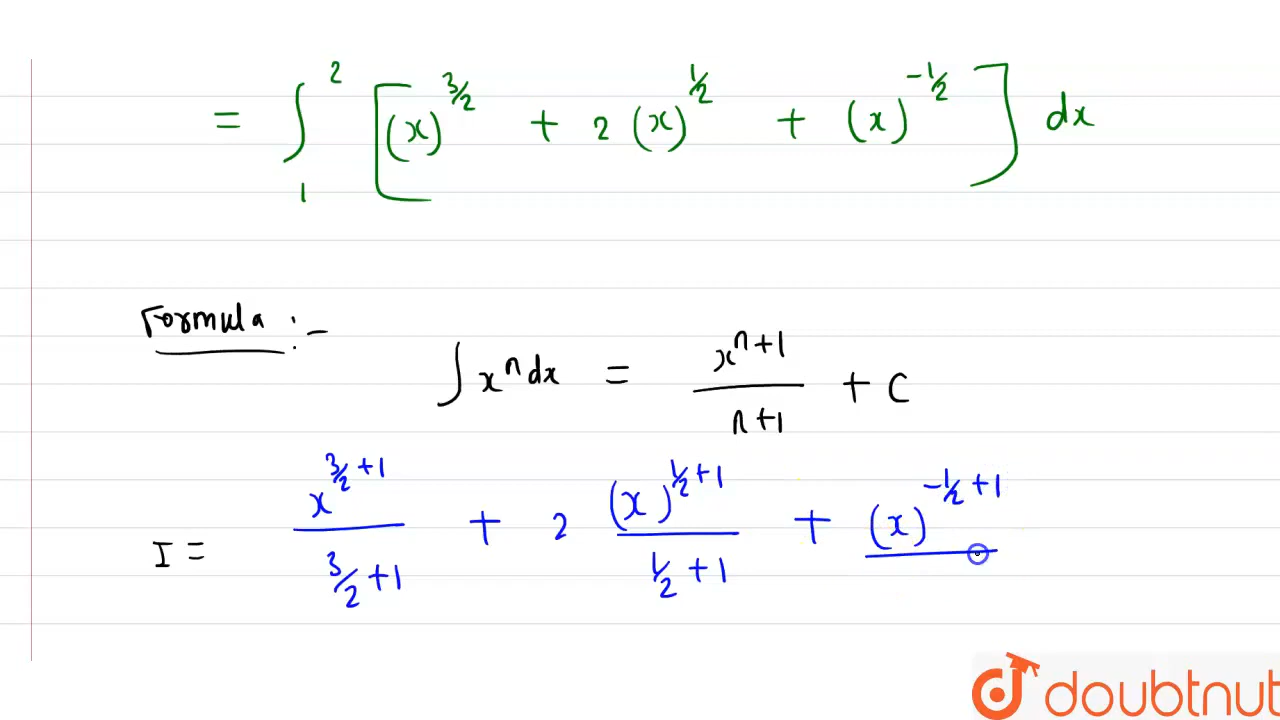 = ∫₁² [(x)^{3/2} + 2(x)^{1/2} + (x)^{-1/2}] dx
Formula :-
∫ xⁿ dx = x^{n+1}/(n+1) + C
I = x^{3/2+1}/(3/2+1) + 2 (x)^{1/2+1}/(1/2+1) + (x)^{-1/2+1}
doubtnut